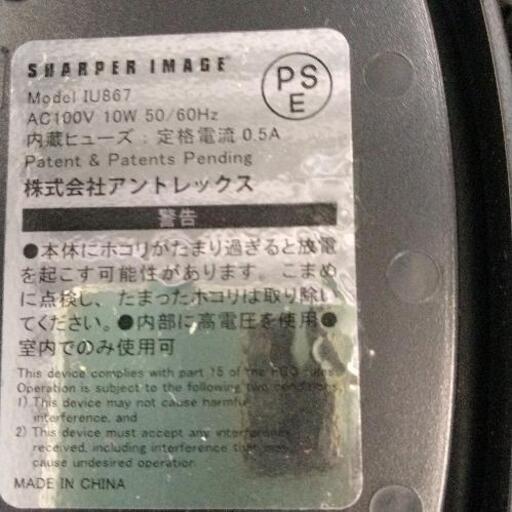 SHARPER IMAGE
PS
E
Model IU867
AC100V 10W 50/60Hz
内蔵ヒューズ : 定格電流 0.5A
Patent & Patents Pending
株式会社アントレックス
警告
●本体にホコリがたまり過ぎると放電
を起こす可能性があります。こまめ
に点検し、たまったホコリは取り除い
てください。●内部に高電圧を使用●
室内でのみ使用可
This device complies with part 15 of the FCC rules
Operation is subject to the following two conditions
1) This device may not cause harmful
interference, and
2) This device must accept any interference
received, including interference that may
cause undesired operation
MADE IN CHINA